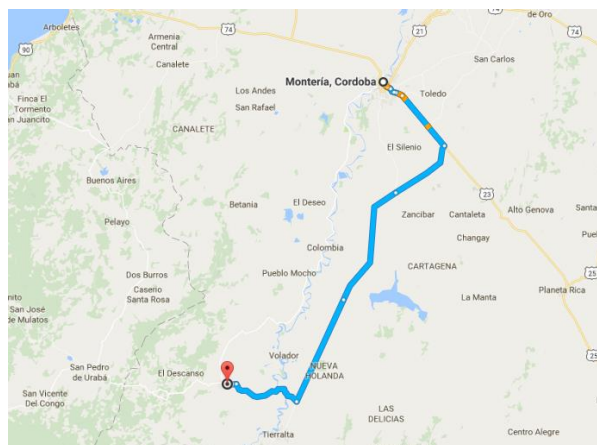 Arboletes
74
Armenia
Central
74
de Oro
21
90
Canalete
San Carlos
Montería, Cordoba
Toledo
Los Andes
San Rafael
Finca El
Tormento
San Juancito
CANALETE
El Silenio
23
Buenos Aires
Betania
El Deseo
Zancibar
Cantaleta
Alto Genova
Santa
Pelayo
Changay
Colombia
Dos Burros
Pueblo Mocho
CARTAGENA
Caserio
Santa Rosa
La Manta
Planeta Rica
San José
de Mulatos
25
Volador
San Pedro
de Urabá
El Descanso
NUEVA
HOLANDA
25
San Vicente
Del Congo
LAS
DELICIAS
Tierralta
Centro Alegre